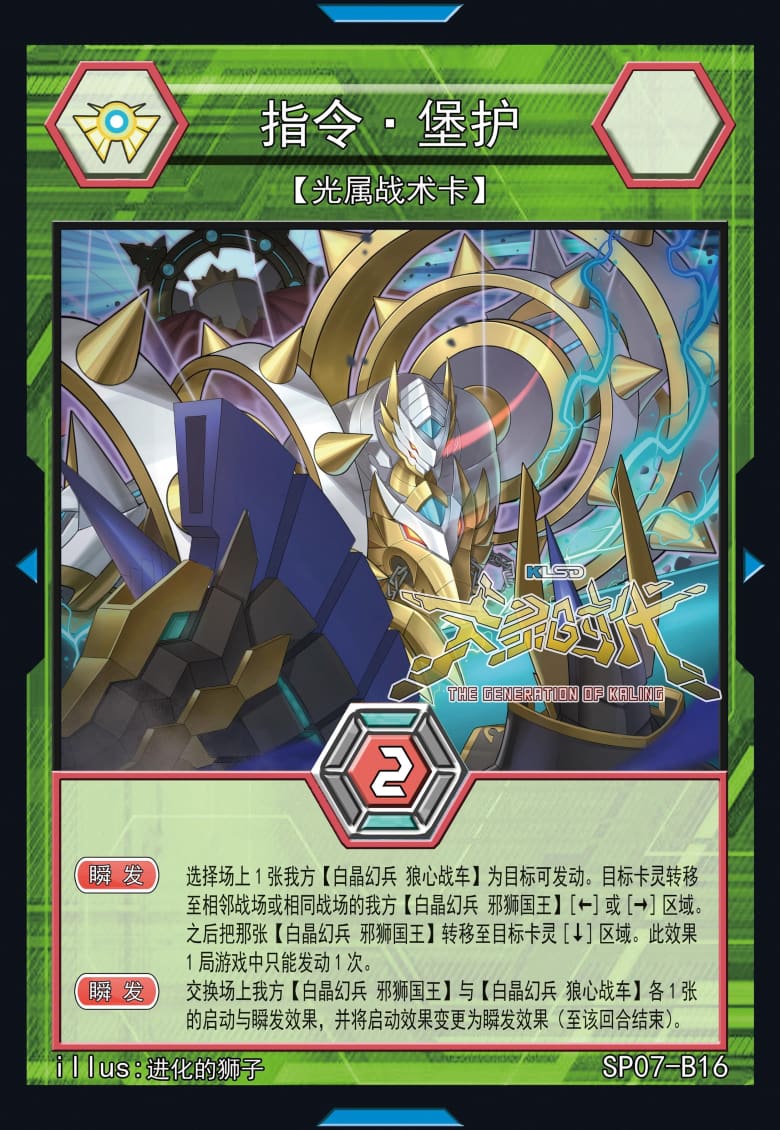 指令·堡护
【光属战术卡】
KLSD
卡灵时代
THE GENERATION OF KALING
2
瞬发
选择场上1张我方【白晶幻兵 狼心战车】为目标可发动。目标卡灵转移
至相邻战场或相同战场的我方【白晶幻兵 邪狮国王】[←]或[→]区域。
之后把那张【白晶幻兵 邪狮国王】转移至目标卡灵[↓]区域。此效果
1局游戏中只能发动1次。
瞬发
交换场上我方【白晶幻兵 邪狮国王】与【白晶幻兵 狼心战车】各1张
的启动与瞬发效果，并将启动效果变更为瞬发效果（至该回合结束）。
illus:进化的狮子
SP07-B16